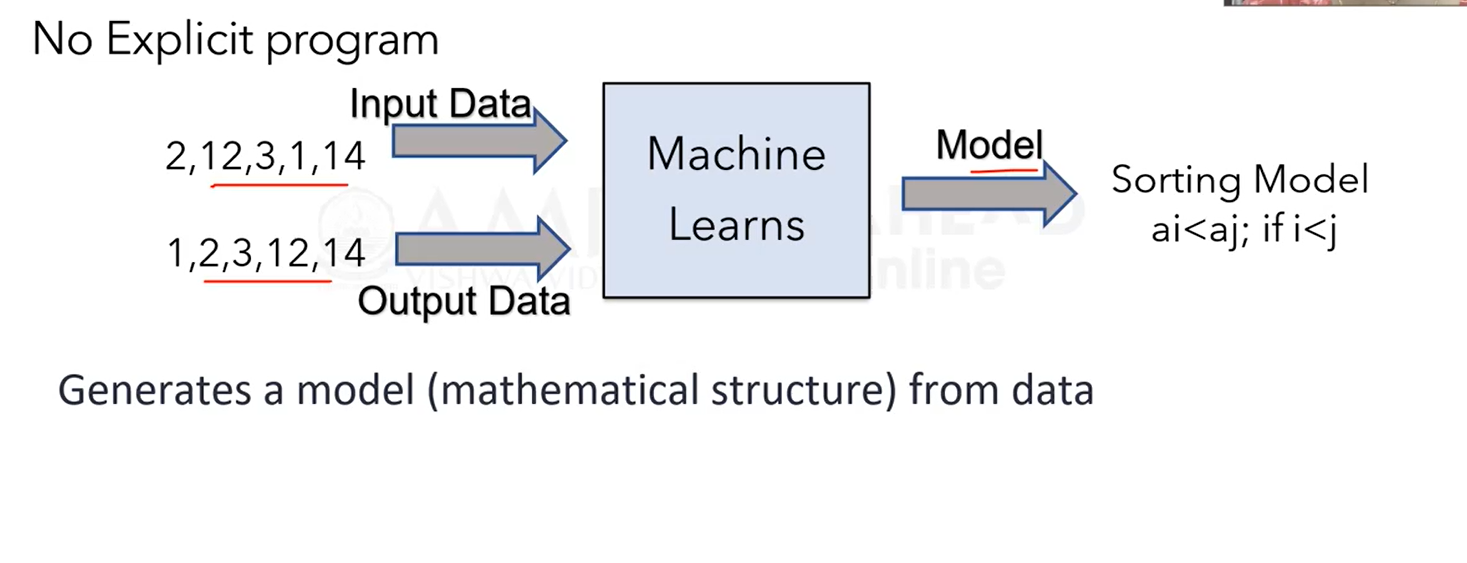 No Explicit program
Input Data
2,12,3,1,14
Machine
Learns
Model
Sorting Model
ai<aj; if i<j
1,2,3,12,14
Output Data
nline
Generates a model (mathematical structure) from data